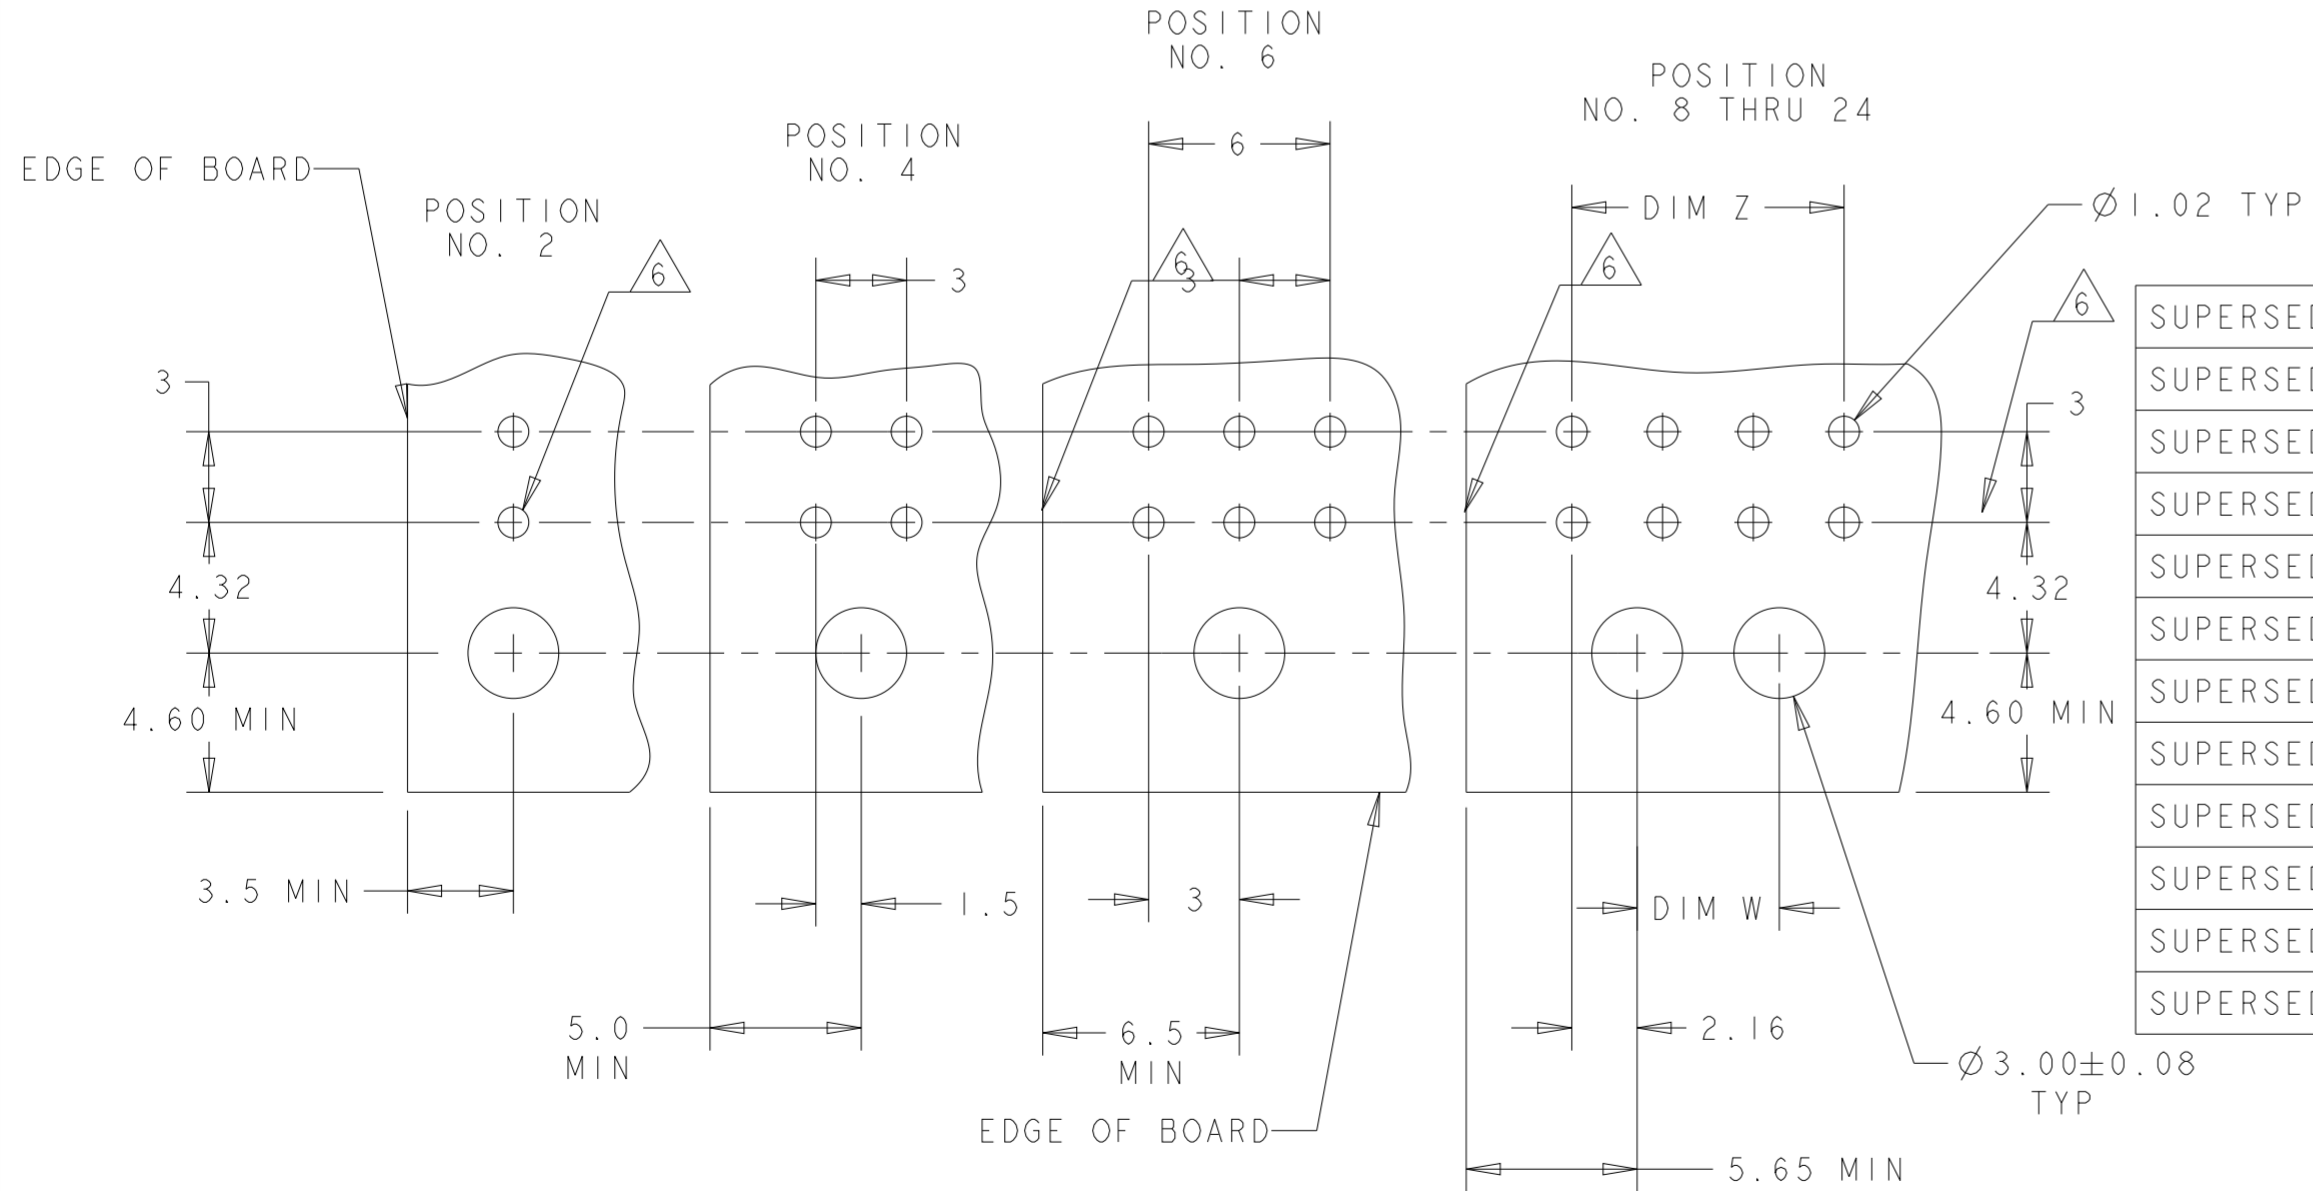 POSITION
NO. 6
POSITION
NO. 8 THRU 24
POSITION
NO. 4
6
EDGE OF BOARD
POSITION
NO. 2
DIM Z
Ø1.02 TYP
6
3
6
3
6
6
3
3
4.32
4.32
4.60 MIN
4.60 MIN
3.5 MIN
1.5
3
DIM W
5.0
MIN
6.5
MIN
2.16
Ø3.00±0.08
TYP
EDGE OF BOARD
5.65 MIN
SUPERSED
SUPERSED
SUPERSED
SUPERSED
SUPERSED
SUPERSED
SUPERSED
SUPERSED
SUPERSED
SUPERSED
SUPERSED
SUPERSED